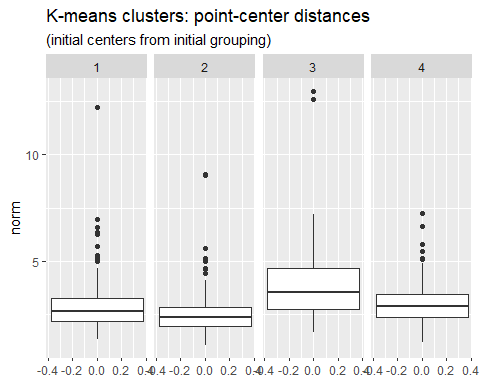 K-means clusters: point-center distances
(initial centers from initial grouping)
1 2 3 4
10
5
norm
-0.4 -0.2 0.0 0.2 0.4 -0.4 -0.2 0.0 0.2 0.4 -0.4 -0.2 0.0 0.2 0.4 -0.4 -0.2 0.0 0.2 0.4